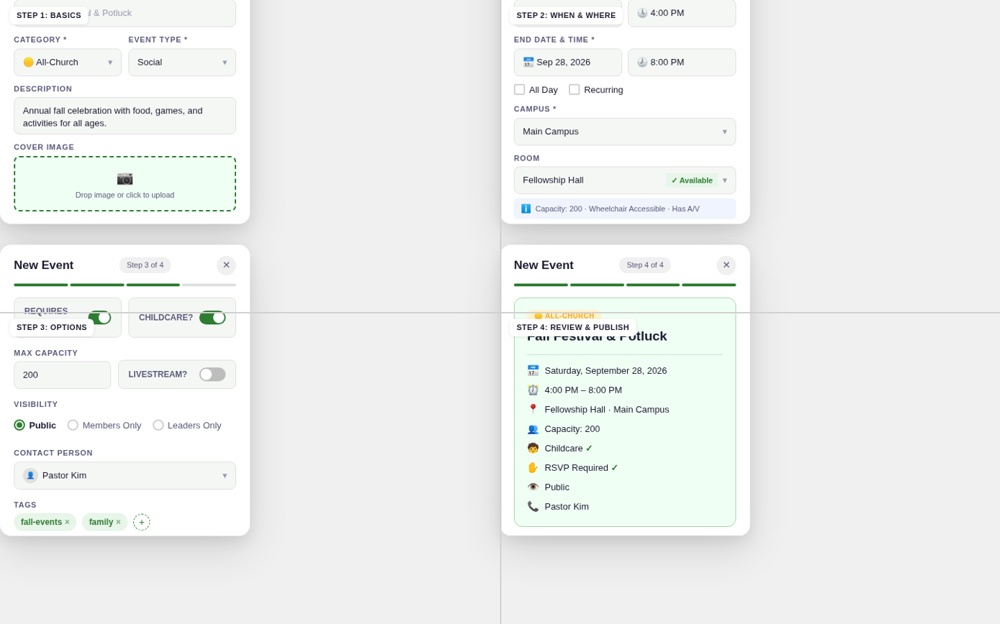 STEP 1: BASICS
& Potluck
CATEGORY *
EVENT TYPE *
All-Church
Social
DESCRIPTION
Annual fall celebration with food, games, and
activities for all ages.
COVER IMAGE
Drop image or click to upload
STEP 2: WHEN & WHERE
4:00 PM
END DATE & TIME *
Sep 28, 2026
8:00 PM
All Day
Recurring
CAMPUS *
Main Campus
ROOM
Fellowship Hall
✓ Available
Capacity: 200 · Wheelchair Accessible · Has A/V
New Event
Step 3 of 4
✕
REQUIRES
CHILDCARE?
STEP 3: OPTIONS
MAX CAPACITY
200
LIVESTREAM?
VISIBILITY
Public
Members Only
Leaders Only
CONTACT PERSON
Pastor Kim
TAGS
fall-events ×
family ×
+
New Event
Step 4 of 4
✕
ALL-CHURCH
STEP 4: REVIEW & PUBLISH
Fall Festival & Potluck
Saturday, September 28, 2026
4:00 PM – 8:00 PM
Fellowship Hall · Main Campus
Capacity: 200
Childcare ✓
RSVP Required ✓
Public
Pastor Kim